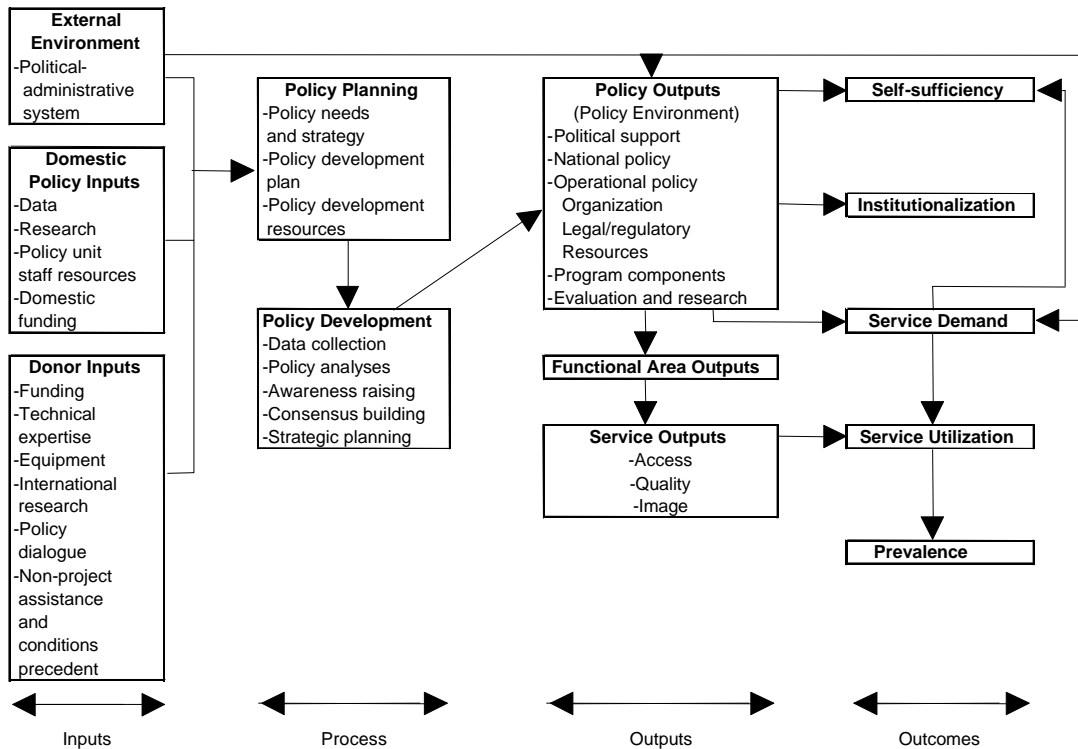 External
Environment
-Political-
administrative
system
Domestic
Policy Inputs
-Data
-Research
-Policy unit
staff resources
-Domestic
funding
Donor Inputs
-Funding
-Technical
expertise
-Equipment
-International
research
-Policy
dialogue
-Non-project
assistance
and
conditions
precedent
Policy Planning
-Policy needs
and strategy
-Policy development
plan
-Policy development
resources
Policy Development
-Data collection
-Policy analyses
-Awareness raising
-Consensus building
-Strategic planning
Policy Outputs
(Policy Environment)
-Political support
-National policy
-Operational policy
Organization
Legal/regulatory
Resources
-Program components
-Evaluation and research
Functional Area Outputs
Service Outputs
-Access
-Quality
-Image
Self-sufficiency
Institutionalization
Service Demand
Service Utilization
Prevalence
Inputs
Process
Outputs
Outcomes